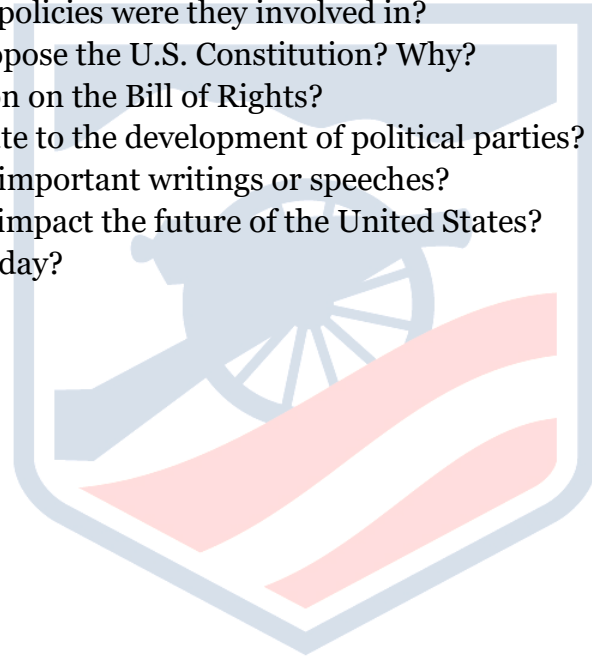 policies were they involved in?
pose the U.S. Constitution? Why?
on on the Bill of Rights?
te to the development of political parties?
important writings or speeches?
impact the future of the United States?
day?